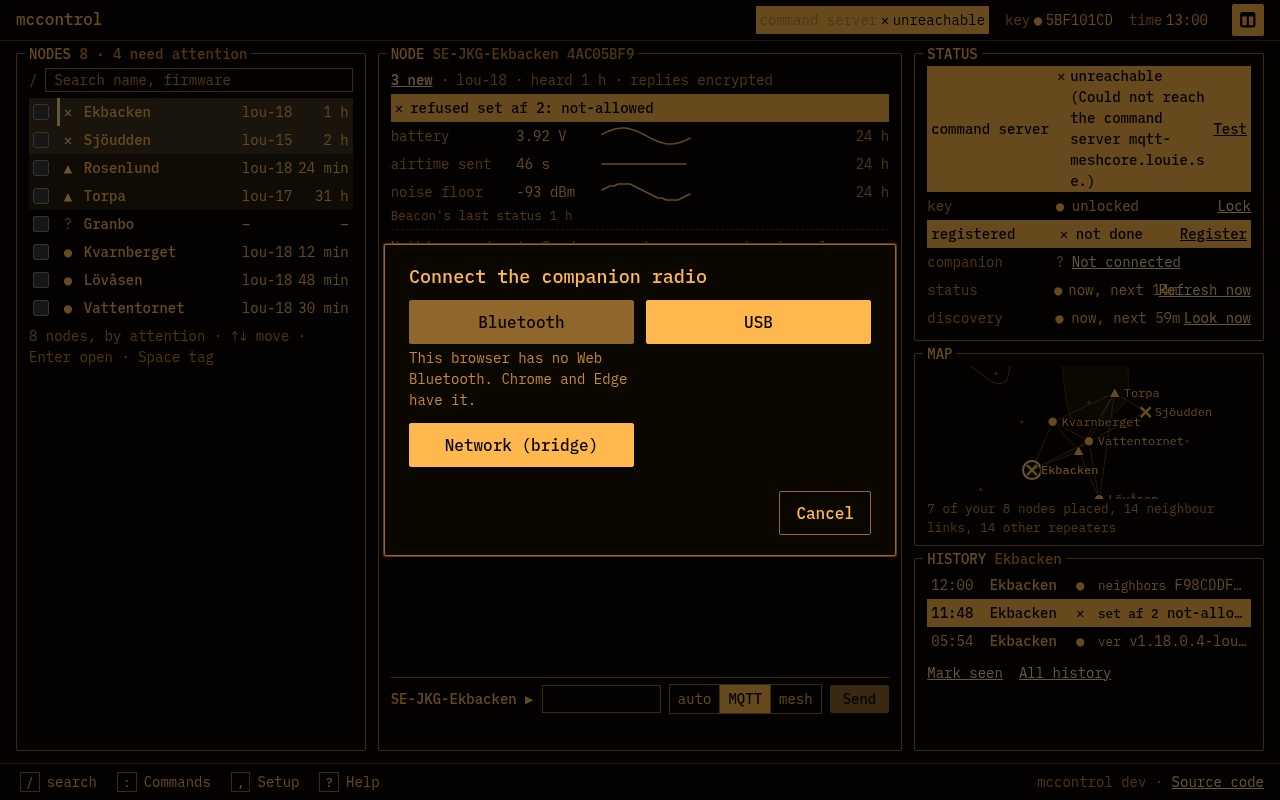 mccontrol
command server × unreachable key ● 5BF101CD time 13:00
NODES 8 · 4 need attention
/ Search name, firmware
× Ekbacken lou-18 1 h
× Sjöudden lou-15 2 h
▲ Rosenlund lou-18 24 min
▲ Torpa lou-17 31 h
? Granbo – –
● Kvarnberget lou-18 12 min
● Lövåsen lou-18 48 min
● Vattentornet lou-18 30 min
8 nodes, by attention · ↑↓ move ·
Enter open · Space tag
NODE SE-JKG-Ekbacken 4AC05BF9
3 new · lou-18 · heard 1 h · replies encrypted
× refused set af 2: not-allowed
battery 3.92 V 24 h
airtime sent 46 s 24 h
noise floor -93 dBm 24 h
Beacon's last status 1 h
Connect the companion radio
Bluetooth
USB
This browser has no Web
Bluetooth. Chrome and Edge
have it.
Network (bridge)
Cancel
SE-JKG-Ekbacken ▶ auto MQTT mesh Send
STATUS
command server × unreachable
(Could not reach
the command
server mqtt-
meshcore.louie.s
e.) Test
key ● unlocked Lock
registered × not done Register
companion ? Not connected
status ● now, next Refresh now
discovery ● now, next 59m Look now
MAP
Torpa
Sjöudden
Kvarnberget
Vattentornet
Ekbacken
Lövåsen
7 of your 8 nodes placed, 14 neighbour
links, 14 other repeaters
HISTORY Ekbacken
12:00 Ekbacken ● neighbors F98CDDF…
11:48 Ekbacken × set af 2 not-allo…
05:54 Ekbacken ● ver v1.18.0.4-lou…
Mark seen All history
/ search : Commands , Setup ? Help
mccontrol dev · Source code